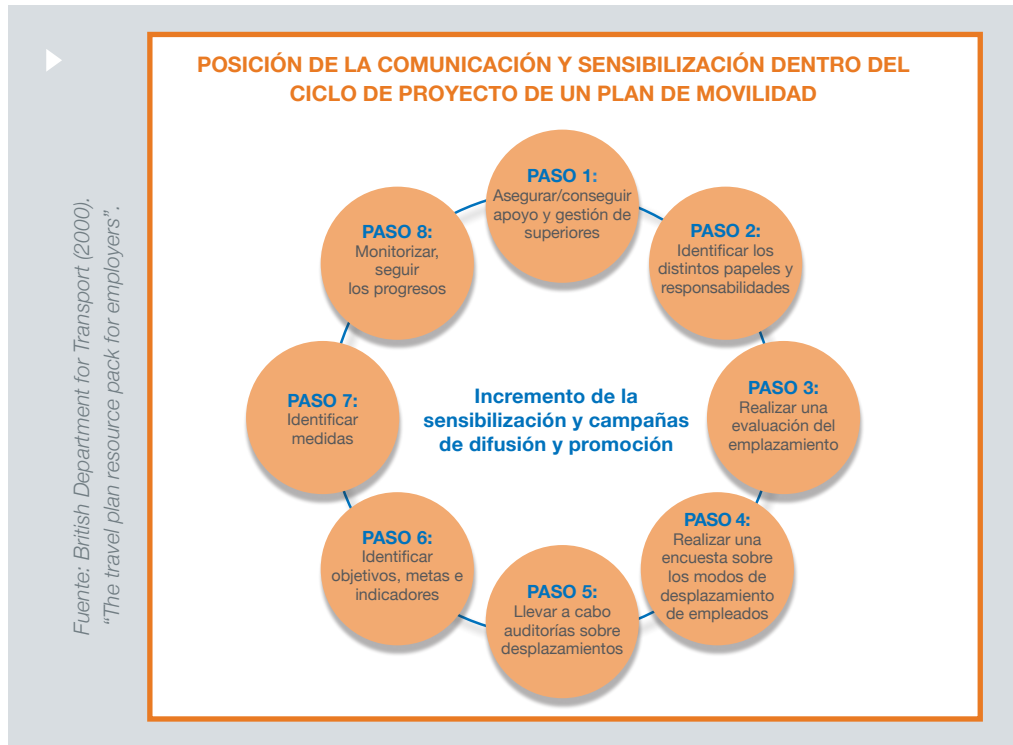 POSICIÓN DE LA COMUNICACIÓN Y SENSIBILIZACIÓN DENTRO DEL
CICLO DE PROYECTO DE UN PLAN DE MOVILIDAD
PASO 1:
Asegurar/conseguir
apoyo y gestión de
superiores
PASO 2:
Identificar los
distintos papeles y
responsabilidades
PASO 3:
Realizar una
evaluación del
emplazamiento
PASO 4:
Realizar una
encuesta sobre
los modos de
desplazamiento
de empleados
PASO 5:
Llevar a cabo
auditorías sobre
desplazamientos
PASO 6:
Identificar
objetivos, metas e
indicadores
PASO 7:
Identificar
medidas
PASO 8:
Monitorizar,
seguir
los progresos
Incremento de la
sensibilización y campañas
de difusión y promoción
Fuente: British Department for Transport (2000).
“The travel plan resource pack for employers”.